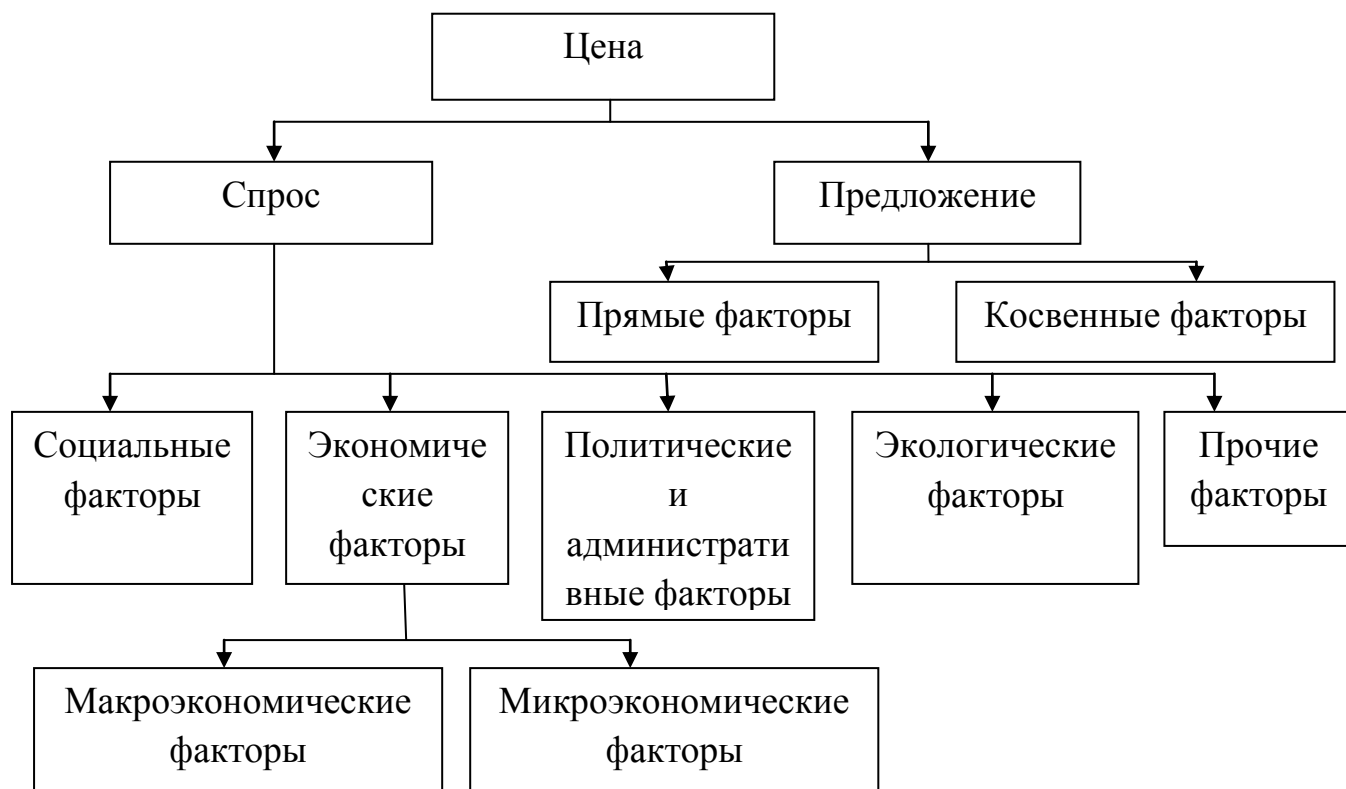 Цена
Спрос
Предложение
Прямые факторы
Косвенные факторы
Социальные
факторы
Экономиче
ские
факторы
Политические
и
административ
вные факторы
Экологические
факторы
Прочие
факторы
Макроэкономические
факторы
Микроэкономические
факторы